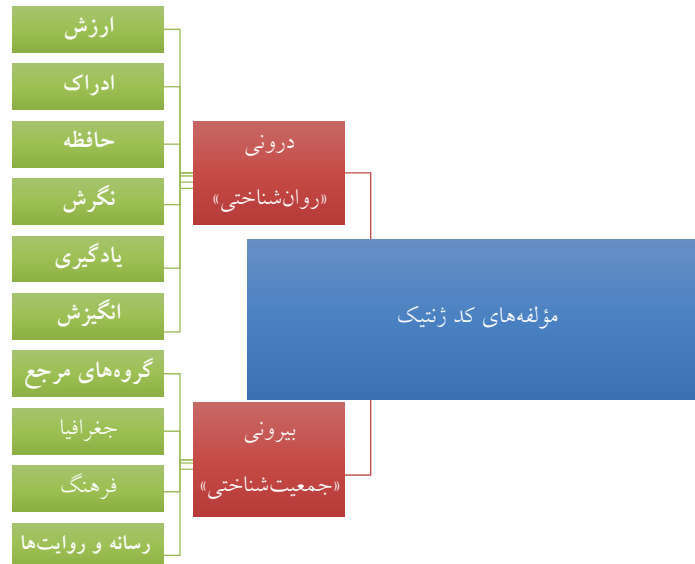 مؤلفه‌های کد ژنتیک
درونی
«روان‌شناختی»
ارزش
ادراک
حافظه
نگرش
یادگیری
انگیزش
بیرونی
«جمعیت‌شناختی»
گروه‌های مرجع
جغرافیا
فرهنگ
رسانه و روایت‌ها